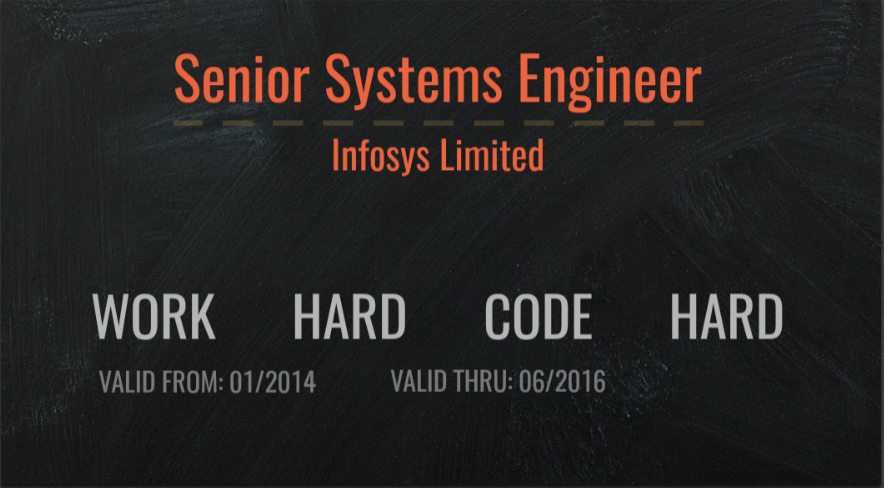 Senior Systems Engineer
Infosys Limited
WORK HARD CODE HARD
VALID FROM: 01/2014 VALID THRU: 06/2016